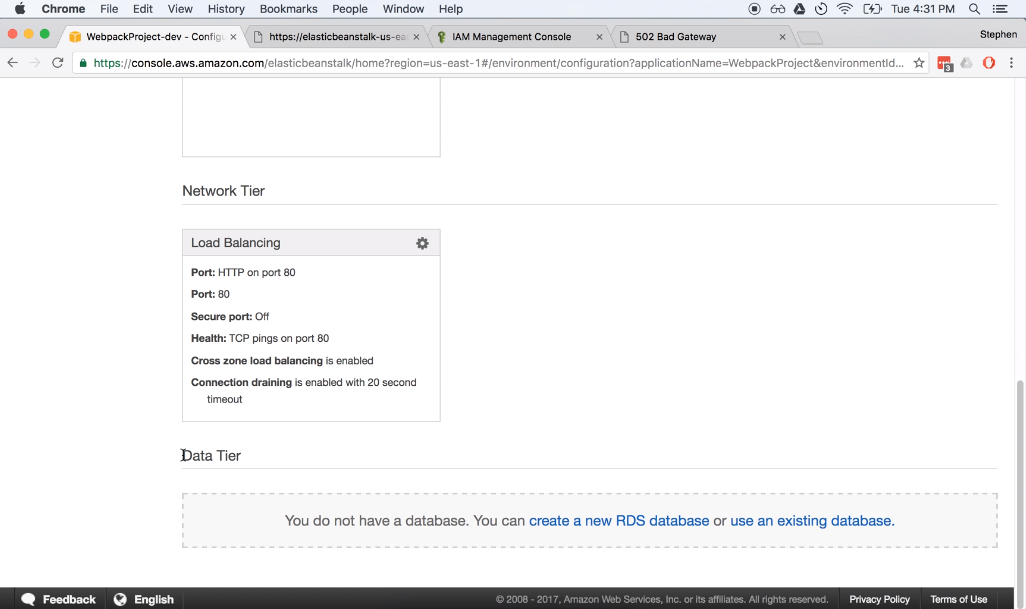 Chrome File Edit View History Bookmarks People Window Help Tue 4:31 PM
WebpackProject-dev - Configu https://elasticbeanstalk-us-ea IAM Management Console 502 Bad Gateway Stephen
https://console.aws.amazon.com/elasticbeanstalk/home?region=us-east-1#/environment/configuration?applicationName=WebpackProject&environmentId... 3
Network Tier
Load Balancing
Port: HTTP on port 80
Port: 80
Secure port: Off
Health: TCP pings on port 80
Cross zone load balancing is enabled
Connection draining is enabled with 20 second
timeout
Data Tier
You do not have a database. You can create a new RDS database or use an existing database.
Feedback English © 2008 - 2017, Amazon Web Services, Inc. or its affiliates. All rights reserved. Privacy Policy Terms of Use